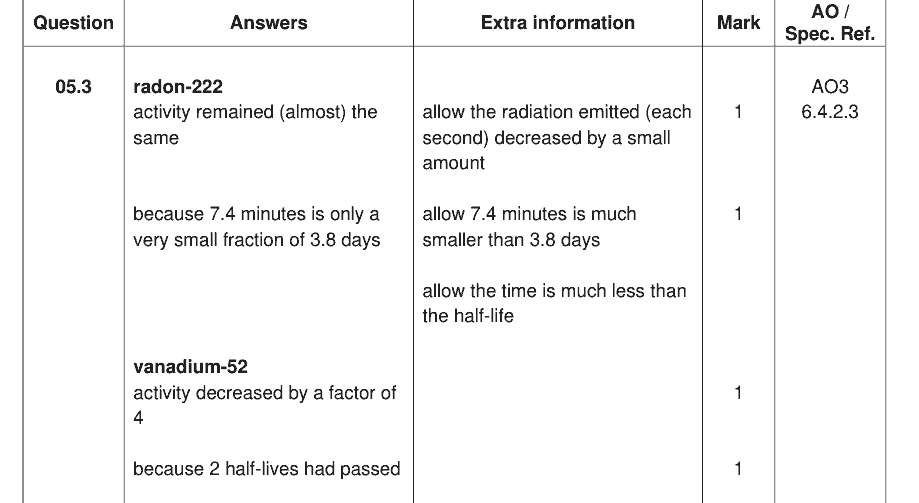 Question Answers Extra information Mark AO /
Spec. Ref.
05.3 radon-222 AO3
activity remained (almost) the allow the radiation emitted (each 1 6.4.2.3
same second) decreased by a small
amount
because 7.4 minutes is only a allow 7.4 minutes is much 1
very small fraction of 3.8 days smaller than 3.8 days
allow the time is much less than
the half-life
vanadium-52
activity decreased by a factor of 1
4
because 2 half-lives had passed 1